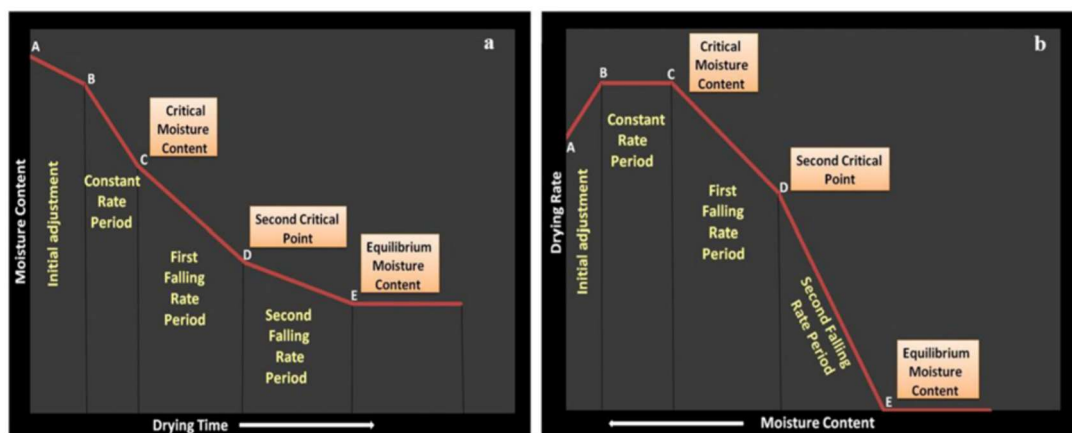 a
A
B
Critical
Moisture
Content
C
Constant
Rate
Period
Initial adjustment
Second Critical
Point
D
First
Falling
Rate
Period
Equilibrium
Moisture
Content
E
Second
Falling
Rate
Period
Moisture Content
Drying Time
b
B
C
Critical
Moisture
Content
A
Constant
Rate
Period
Second Critical
Point
D
First
Falling
Rate
Period
Initial adjustment
Drying Rate
Second Falling
Rate Period
Equilibrium
Moisture
Content
E
Moisture Content